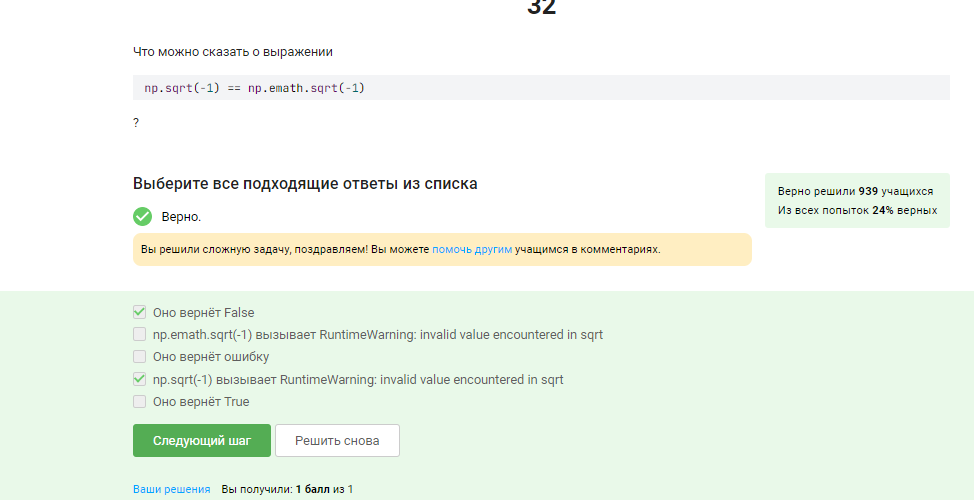 32
Что можно сказать о выражении
np.sqrt(-1) == np.emath.sqrt(-1)
?
Выберите все подходящие ответы из списка
Верно.
Вы решили сложную задачу, поздравляем! Вы можете помочь другим учащимся в комментариях.
Верно решили 939 учащихся
Из всех попыток 24% верных
Оно вернёт False
np.emath.sqrt(-1) вызывает RuntimeWarning: invalid value encountered in sqrt
Оно вернёт ошибку
np.sqrt(-1) вызывает RuntimeWarning: invalid value encountered in sqrt
Оно вернёт True
Следующий шаг Решить снова
Ваши решения Вы получили: 1 балл из 1